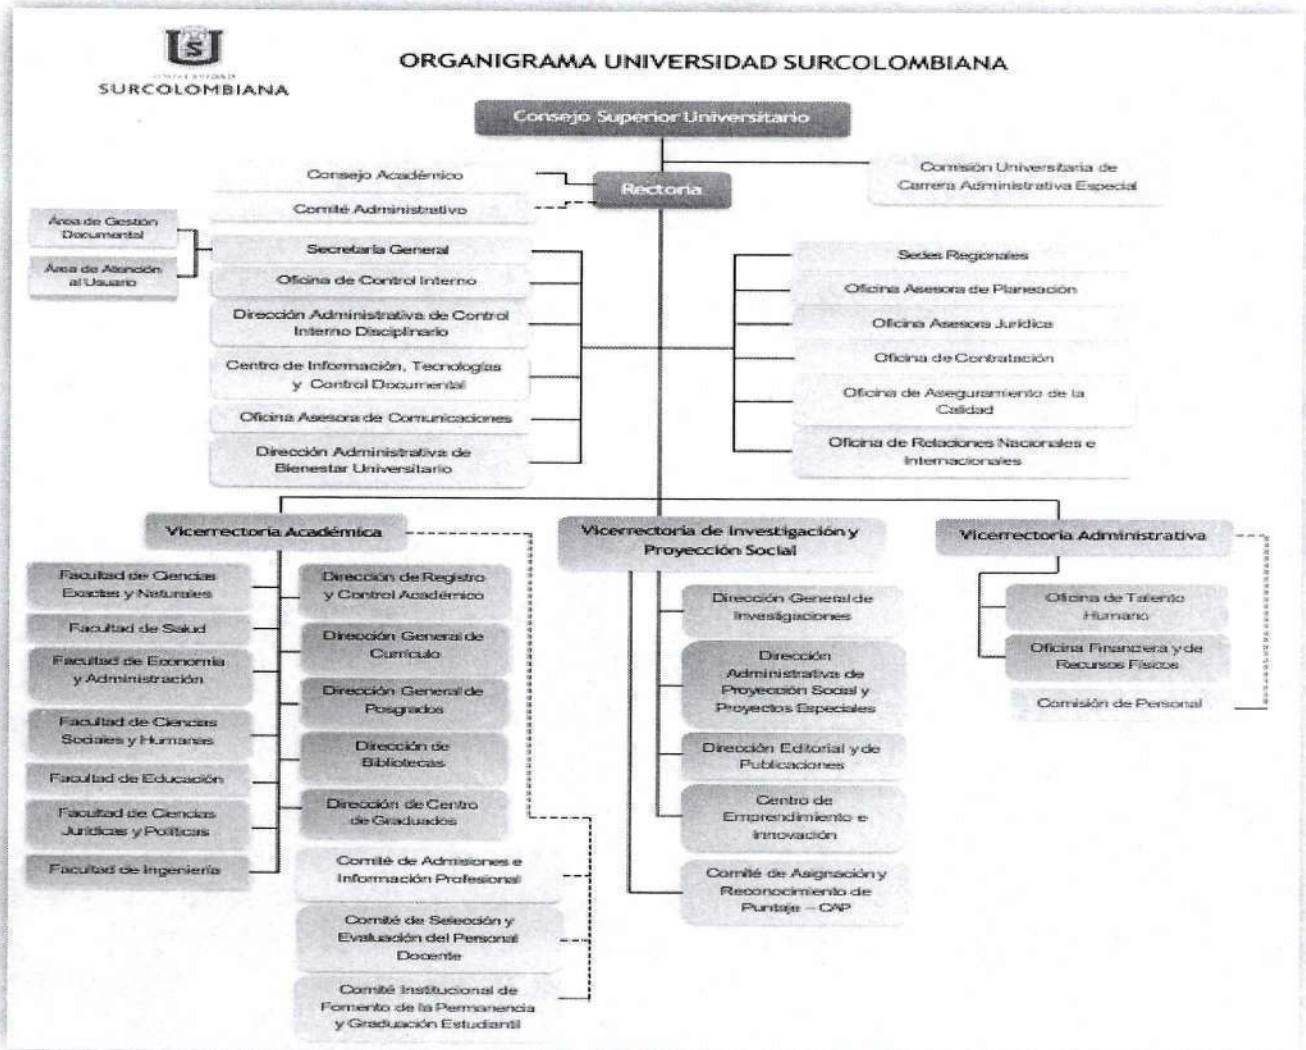 UNIVERSIDAD
SURCOLOMBIANA
ORGANIGRAMA UNIVERSIDAD SURCOLOMBIANA
Consejo Superior Universitario
Consejo Académico
Rectoría
Comisión Universitaria de
Carrera Administrativa Especial
Comité Administrativo
Área de Gestión
Documental
Área de Atención
al Usuario
Secretaría General
Oficina de Control Interno
Dirección Administrativa de Control
Interno Disciplinario
Centro de Información, Tecnologías
y Control Documental
Oficina Asesora de Comunicaciones
Dirección Administrativa de
Bienestar Universitario
Sedes Regionales
Oficina Asesora de Planeación
Oficina Asesora Jurídica
Oficina de Contratación
Oficina de Aseguramiento de la
Calidad
Oficina de Relaciones Nacionales e
Internacionales
Vicerrectoría Académica
Facultad de Ciencias
Exactas y Naturales
Facultad de Salud
Facultad de Economía
y Administración
Facultad de Ciencias
Sociales y Humanas
Facultad de Educación
Facultad de Ciencias
Jurídicas y Políticas
Facultad de Ingeniería
Dirección de Registro
y Control Académico
Dirección General de
Currículo
Dirección General de
Posgrados
Dirección de
Bibliotecas
Dirección de Centro
de Graduados
Comité de Admisiones e
Información Profesional
Comité de Selección y
Evaluación del Personal
Docente
Comité Institucional de
Fomento de la Permanencia
y Graduación Estudiantil
Vicerrectoría de Investigación y
Proyección Social
Dirección General de
Investigaciones
Dirección
Administrativa de
Proyección Social y
Proyectos Especiales
Dirección Editorial y de
Publicaciones
Centro de
Emprendimiento e
Innovación
Comité de Asignación y
Reconocimiento de
Puntaje – CAP
Vicerrectoría Administrativa
Oficina de Talento
Humano
Oficina Financiera y de
Recursos Físicos
Comisión de Personal